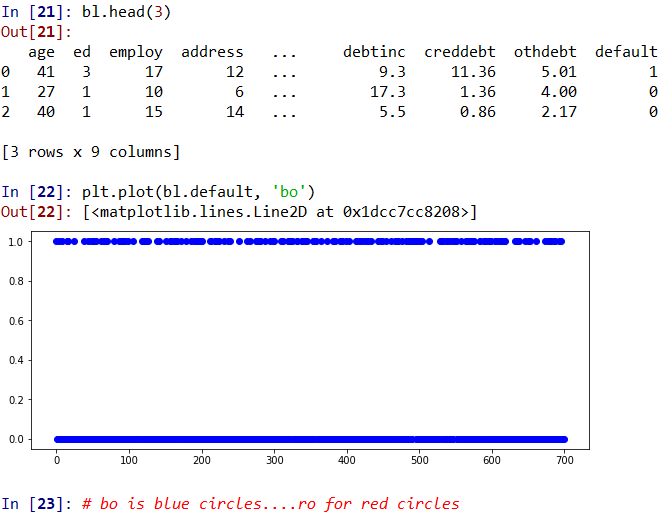 In [21]: bl.head(3)
Out[21]:
age ed employ address ... debtinc creddebt othdebt default
0 41 3 17 12 ... 9.3 11.36 5.01 1
1 27 1 10 6 ... 17.3 1.36 4.00 0
2 40 1 15 14 ... 5.5 0.86 2.17 0
[3 rows x 9 columns]
In [22]: plt.plot(bl.default, 'bo')
Out[22]: [<matplotlib.lines.Line2D at 0x1dcc7cc8208>]
1.0
0.8
0.6
0.4
0.2
0.0
0 100 200 300 400 500 600 700
In [23]: # bo is blue circles....ro for red circles